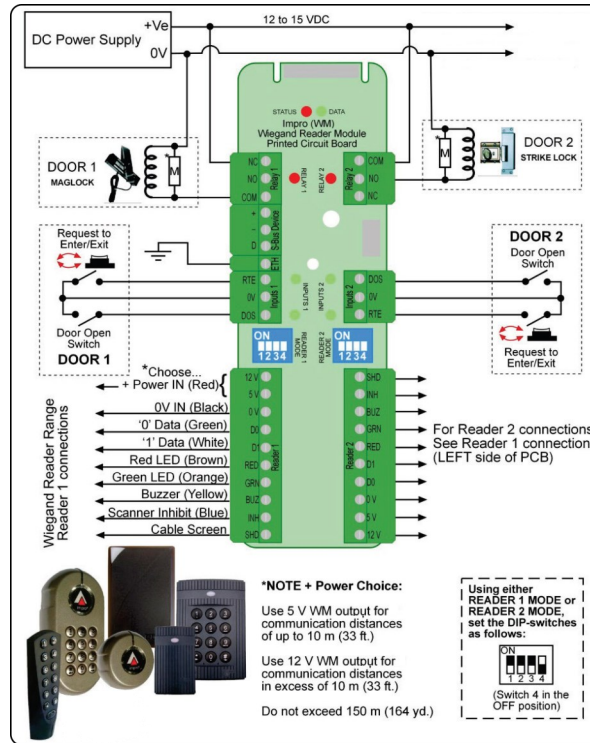 DC Power Supply
+Ve
0V
12 to 15 VDC
STATUS
DATA
Impro (WM)
Wiegand Reader Module
Printed Circuit Board
DOOR 1
MAGLOCK
*
M
NC
NO
COM
Relay 1
RELAY 1
RELAY 2
Relay 2
COM
NO
NC
*
M
DOOR 2
STRIKE LOCK
+
-
D
S-Bus Device
ETH
Request to
Enter/Exit
Door Open
Switch
DOOR 1
RTE
0V
DOS
Inputs 1
INPUTS 1
INPUTS 2
Inputs 2
DOS
0V
RTE
DOOR 2
Door Open
Switch
Request to
Enter/Exit
ON
1 2 3 4
READER 1
MODE
READER 2
MODE
ON
1 2 3 4
*Choose...
+ Power IN (Red)
0V IN (Black)
'0' Data (Green)
'1' Data (White)
Red LED (Brown)
Green LED (Orange)
Buzzer (Yellow)
Scanner Inhibit (Blue)
Cable Screen
Wiegand Reader Range
Reader 1 connections
12 V
5 V
0 V
D0
D1
RED
GRN
BUZ
INH
SHD
Reader 1
Reader 2
SHD
INH
BUZ
GRN
RED
D1
D0
0 V
5 V
12 V
For Reader 2 connections
See Reader 1 connection
(LEFT side of PCB)
*NOTE + Power Choice:
Use 5 V WM output for
communication distances
of up to 10 m (33 ft.)
Use 12 V WM output for
communication distances
in excess of 10 m (33 ft.)
Do not exceed 150 m (164 yd.)
Using either
READER 1 MODE or
READER 2 MODE,
set the DIP-switches
as follows:
ON
1 2 3 4
(Switch 4 in the
OFF position)